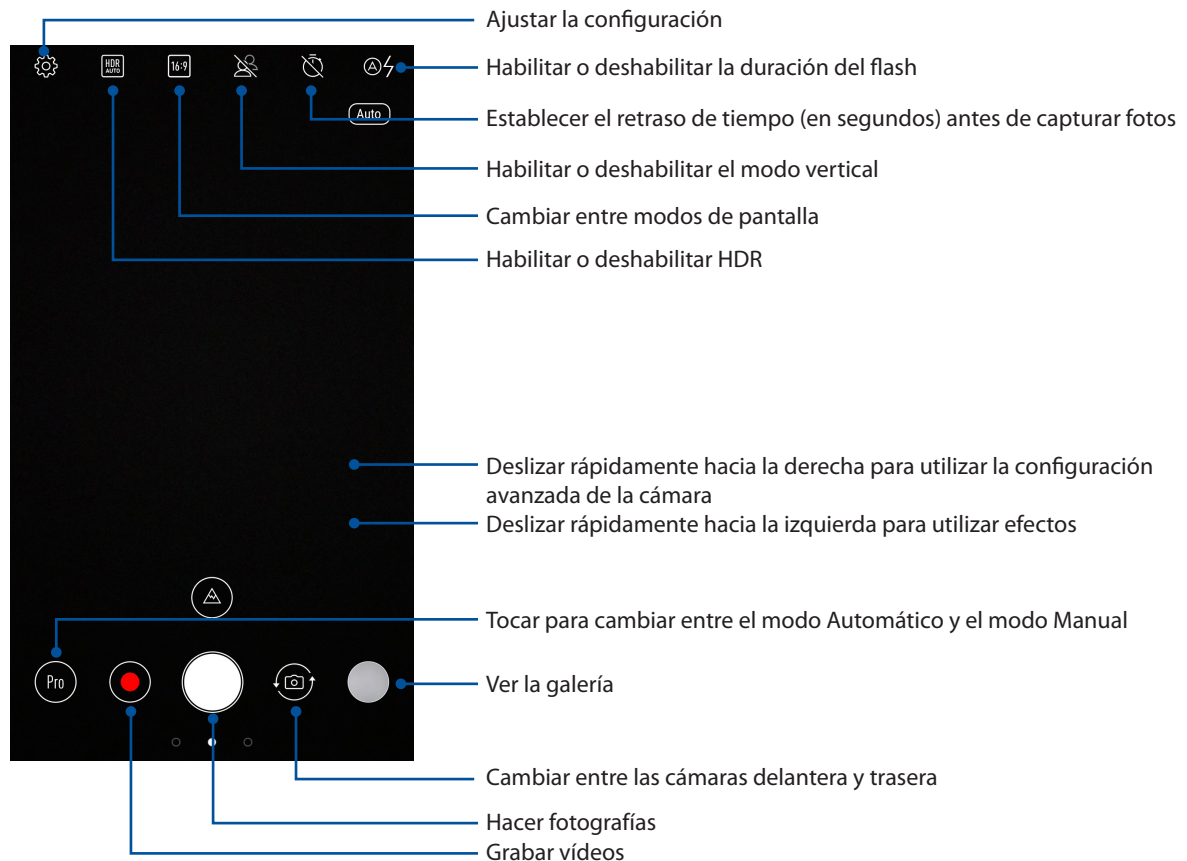 Ajustar la configuración
HDR
AUTO
16:9
A
Habilitar o deshabilitar la duración del flash
Auto
Establecer el retraso de tiempo (en segundos) antes de capturar fotos
Habilitar o deshabilitar el modo vertical
Cambiar entre modos de pantalla
Habilitar o deshabilitar HDR
Deslizar rápidamente hacia la derecha para utilizar la configuración
avanzada de la cámara
Deslizar rápidamente hacia la izquierda para utilizar efectos
Tocar para cambiar entre el modo Automático y el modo Manual
Pro
Ver la galería
Cambiar entre las cámaras delantera y trasera
Hacer fotografías
Grabar vídeos